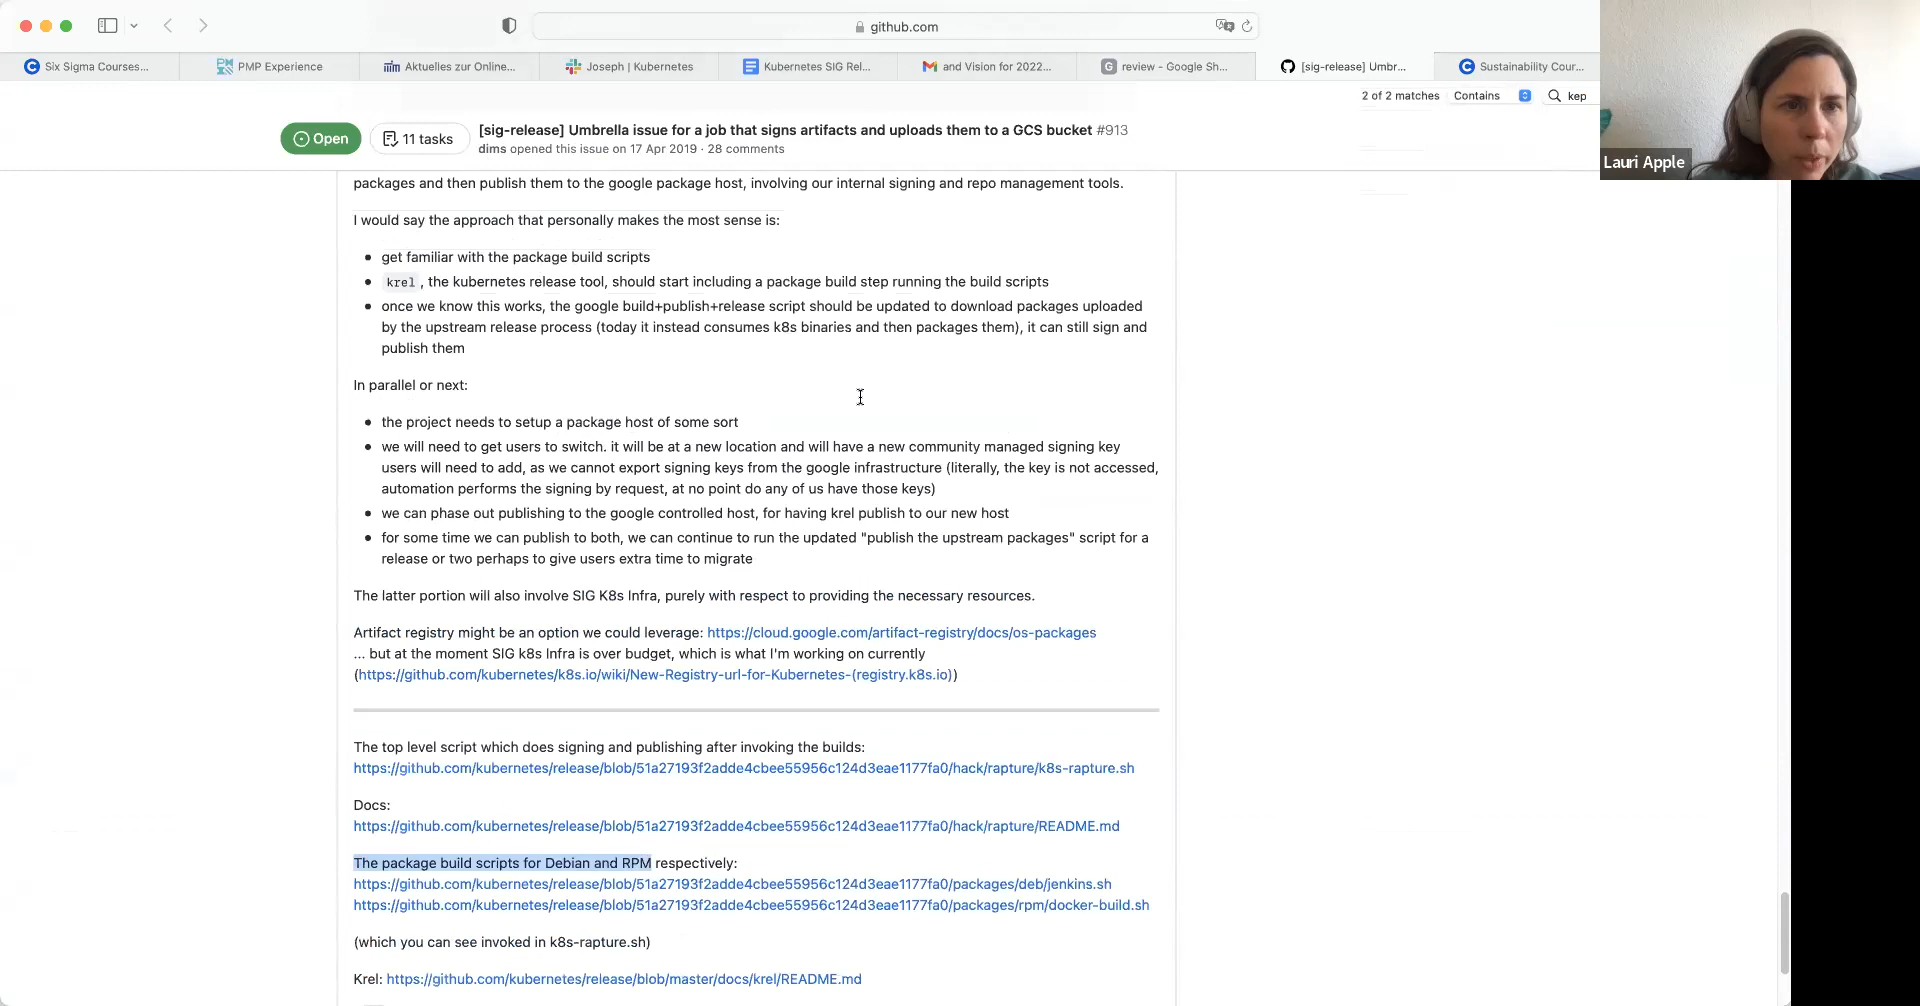 github.com
Six Sigma Courses...
PMP Experience
Aktuelles zur Online...
Joseph | Kubernetes
Kubernetes SIG Rel...
and Vision for 2022...
review - Google Sh...
[sig-release] Umbr...
Sustainability Cour...
2 of 2 matches Contains kep
Open 11 tasks [sig-release] Umbrella issue for a job that signs artifacts and uploads them to a GCS bucket #913
dims opened this issue on 17 Apr 2019 · 28 comments
Lauri Apple
packages and then publish them to the google package host, involving our internal signing and repo management tools.
I would say the approach that personally makes the most sense is:
• get familiar with the package build scripts
• krel , the kubernetes release tool, should start including a package build step running the build scripts
• once we know this works, the google build+publish+release script should be updated to download packages uploaded
by the upstream release process (today it instead consumes k8s binaries and then packages them), it can still sign and
publish them
In parallel or next:
• the project needs to setup a package host of some sort
• we will need to get users to switch. it will be at a new location and will have a new community managed signing key
users will need to add, as we cannot export signing keys from the google infrastructure (literally, the key is not accessed,
automation performs the signing by request, at no point do any of us have those keys)
• we can phase out publishing to the google controlled host, for having krel publish to our new host
• for some time we can publish to both, we can continue to run the updated "publish the upstream packages" script for a
release or two perhaps to give users extra time to migrate
The latter portion will also involve SIG K8s Infra, purely with respect to providing the necessary resources.
Artifact registry might be an option we could leverage: https://cloud.google.com/artifact-registry/docs/os-packages
... but at the moment SIG k8s Infra is over budget, which is what I'm working on currently
(https://github.com/kubernetes/k8s.io/wiki/New-Registry-url-for-Kubernetes-(registry.k8s.io))
The top level script which does signing and publishing after invoking the builds:
https://github.com/kubernetes/release/blob/51a27193f2adde4cbee55956c124d3eae1177fa0/hack/rapture/k8s-rapture.sh
Docs:
https://github.com/kubernetes/release/blob/51a27193f2adde4cbee55956c124d3eae1177fa0/hack/rapture/README.md
The package build scripts for Debian and RPM respectively:
https://github.com/kubernetes/release/blob/51a27193f2adde4cbee55956c124d3eae1177fa0/packages/deb/jenkins.sh
https://github.com/kubernetes/release/blob/51a27193f2adde4cbee55956c124d3eae1177fa0/packages/rpm/docker-build.sh
(which you can see invoked in k8s-rapture.sh)
Krel: https://github.com/kubernetes/release/blob/master/docs/krel/README.md